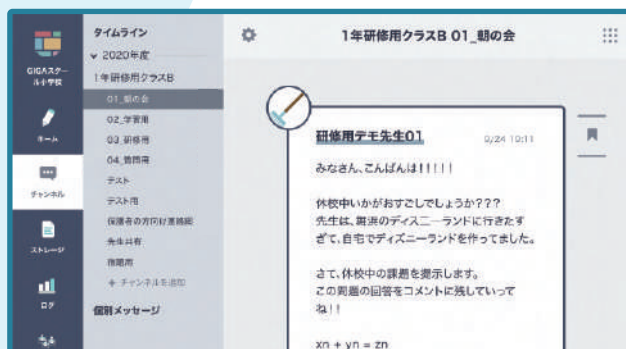 GIGAスクー
ル小学校
ホーム
チャンネル
ストレージ
ログ
タイムライン
2020年度
1年研修用クラスB
01_朝の会
02_学習用
03_研修用
04_質問用
テスト
テスト用
保護者の方向け連絡網
先生共有
宿題用
+ チャンネルを追加
個別メッセージ
1年研修用クラスB 01_朝の会
研修用デモ先生01
9/24 19:11
みなさん、こんばんは!!!!!
休校中いかがおすごしでしょうか???
先生は、舞浜のディズニーランドに行きたす
ぎて、自宅でディズニーランドを作ってました。
さて、休校中の課題を提示します。
この問題の回答をコメントに残していって
ね!!
xn + yn = zn